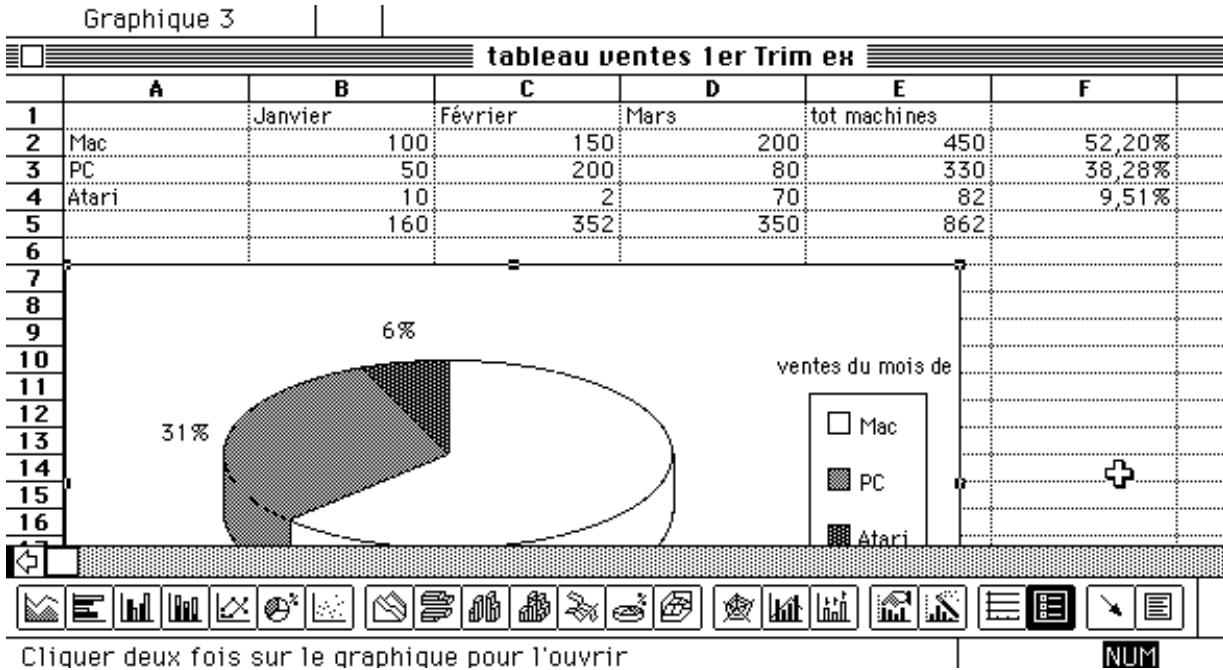 Graphique 3
tableau ventes 1er Trim ex
A B C D E F
1 Janvier Février Mars tot machines
2 Mac 100 150 200 450 52,20%
3 PC 50 200 80 330 38,28%
4 Atari 10 2 70 82 9,51%
5 160 352 350 862
6
7
8
9 6%
10 ventes du mois de
11
12 Mac
13 31%
14 PC
15
16 Atari
17
Cliquer deux fois sur le graphique pour l'ouvrir NUM